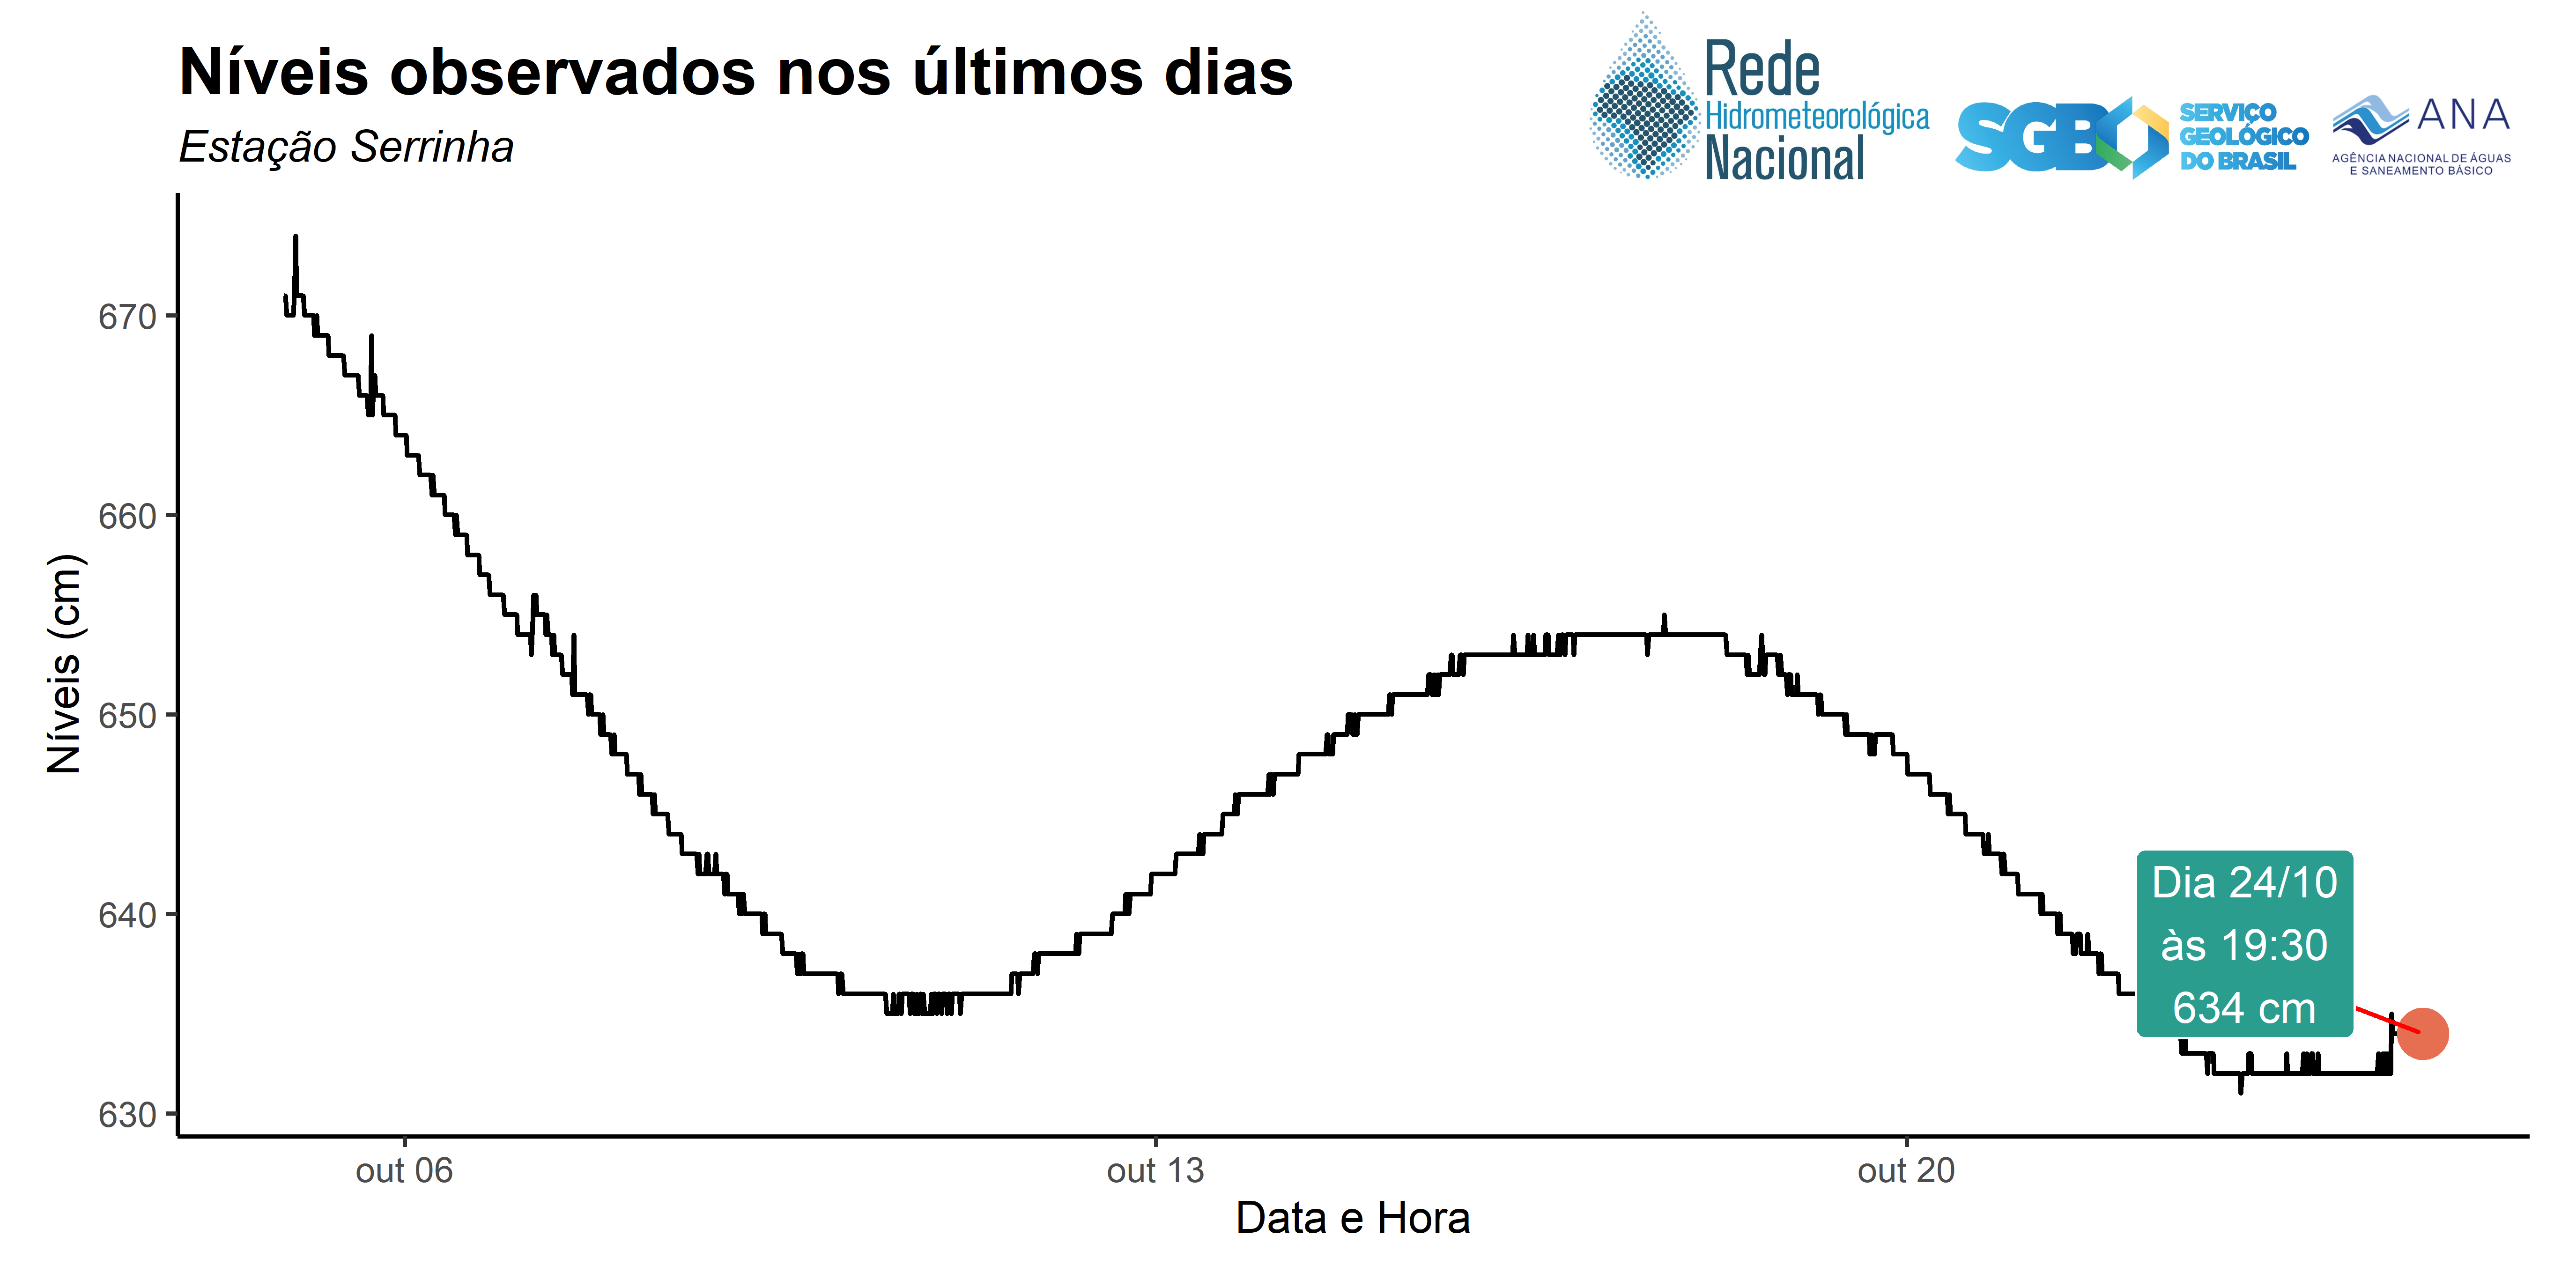 Níveis observados nos últimos dias
Estação Serrinha
Rede
Hidrometeorológica
Nacional
SGB
SERVIÇO
GEOLÓGICO
DO BRASIL
ANA
AGÊNCIA NACIONAL DE ÁGUAS
E SANEAMENTO BÁSICO
Níveis (cm)
670
660
650
640
630
Dia 24/10
às 19:30
634 cm
out 06
out 13
out 20
Data e Hora